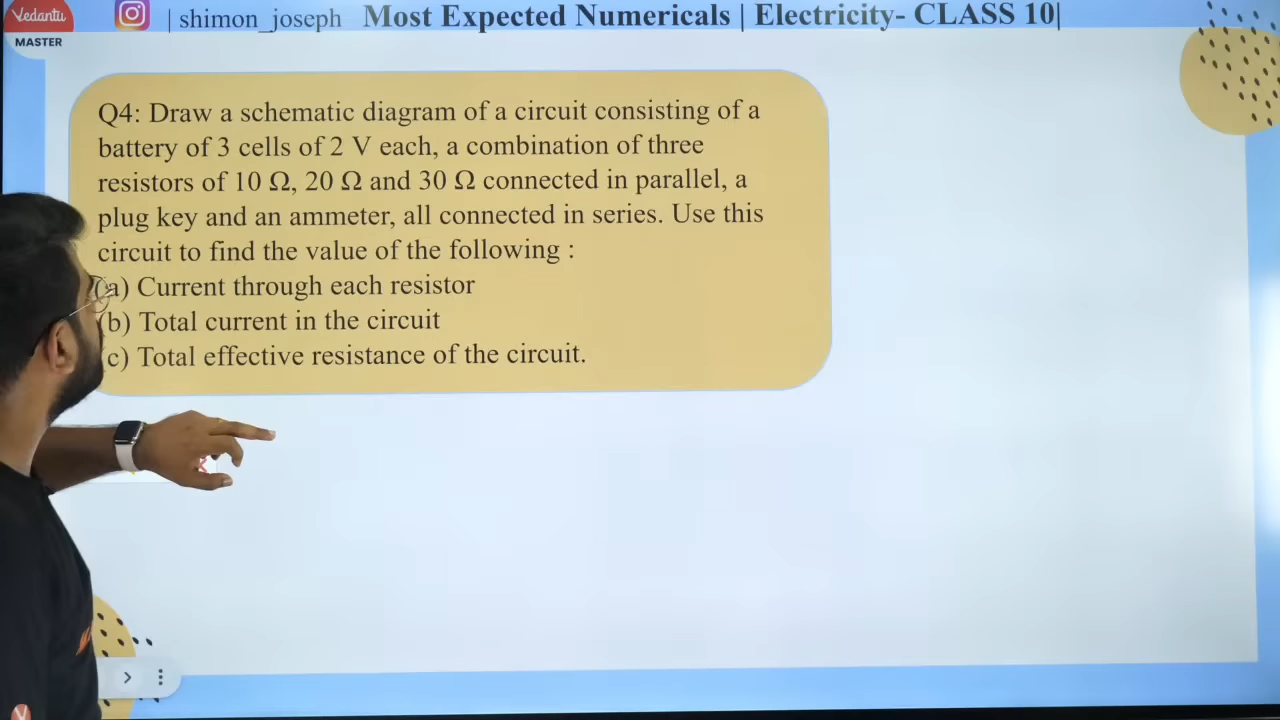 Vedantu
MASTER
| shimon_joseph Most Expected Numericals | Electricity- CLASS 10|
Q4: Draw a schematic diagram of a circuit consisting of a
battery of 3 cells of 2 V each, a combination of three
resistors of 10 Ω, 20 Ω and 30 Ω connected in parallel, a
plug key and an ammeter, all connected in series. Use this
circuit to find the value of the following :
(a) Current through each resistor
(b) Total current in the circuit
c) Total effective resistance of the circuit.